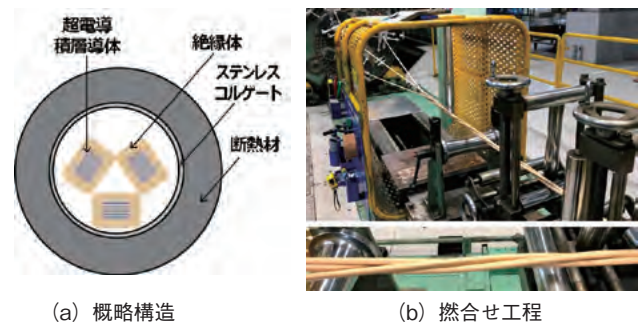 超電導
積層導体
絶縁体
ステンレス
コルゲート
断熱材
(a) 概略構造
(b) 撚合せ工程